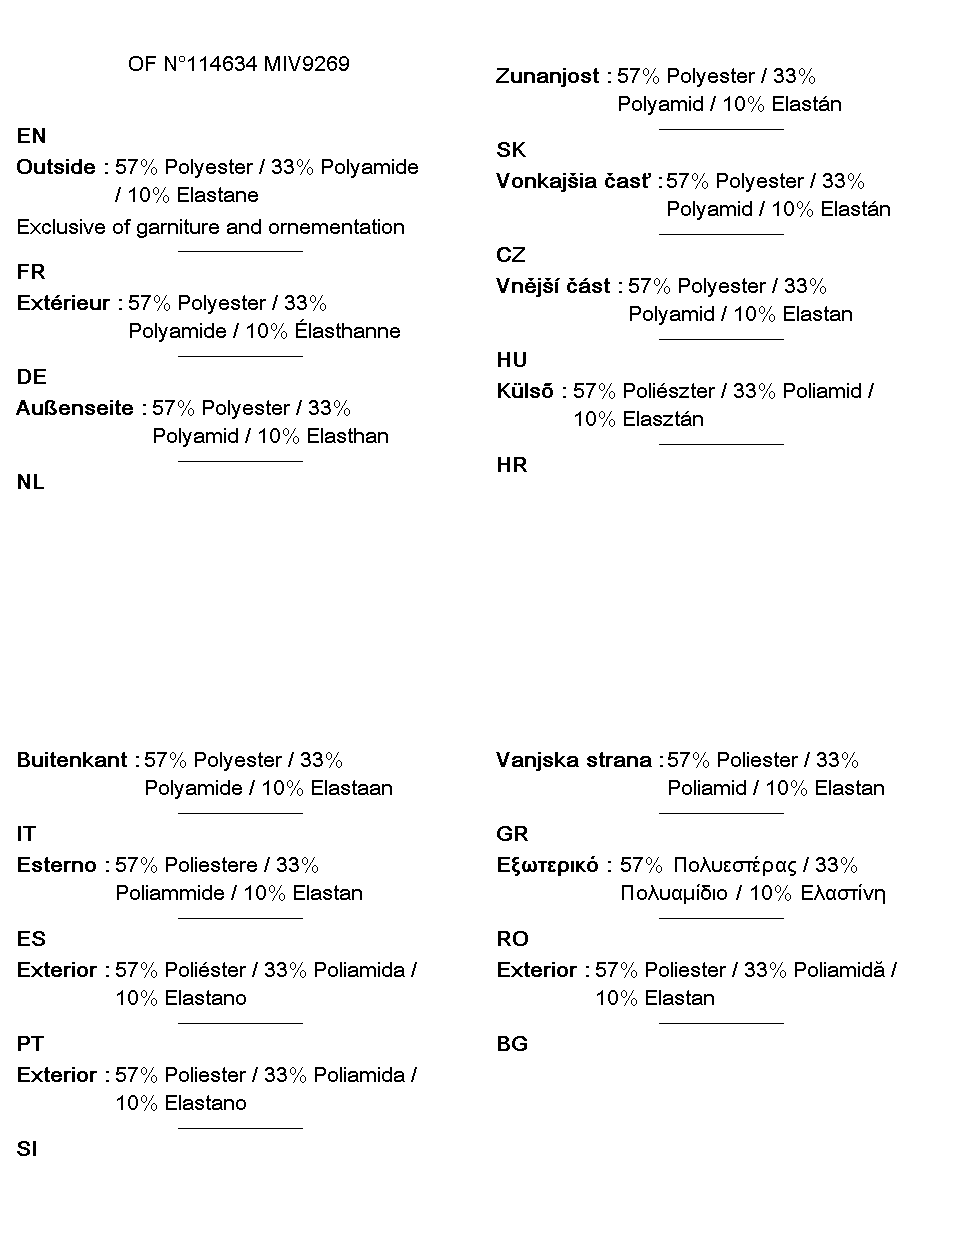 OF N°114634 MIV9269
EN
Outside : 57% Polyester / 33% Polyamide
/ 10% Elastane
Exclusive of garniture and ornementation
FR
Extérieur : 57% Polyester / 33%
Polyamide / 10% Élasthanne
DE
Außenseite : 57% Polyester / 33%
Polyamid / 10% Elasthan
NL
Buitenkant : 57% Polyester / 33%
Polyamide / 10% Elastaan
IT
Esterno : 57% Poliestere / 33%
Poliammide / 10% Elastan
ES
Exterior : 57% Poliéster / 33% Poliamida /
10% Elastano
PT
Exterior : 57% Poliester / 33% Poliamida /
10% Elastano
SI
Zunanjost : 57% Polyester / 33%
Polyamid / 10% Elastán
SK
Vonkajšia časť : 57% Polyester / 33%
Polyamid / 10% Elastán
CZ
Vnější část : 57% Polyester / 33%
Polyamid / 10% Elastan
HU
Külsõ : 57% Poliészter / 33% Poliamid /
10% Elasztán
HR
Vanjska strana : 57% Poliester / 33%
Poliamid / 10% Elastan
GR
Εξωτερικό : 57% Πολυεστέρας / 33%
Πολυαμίδιο / 10% Ελαστίνη
RO
Exterior : 57% Poliester / 33% Poliamidă /
10% Elastan
BG